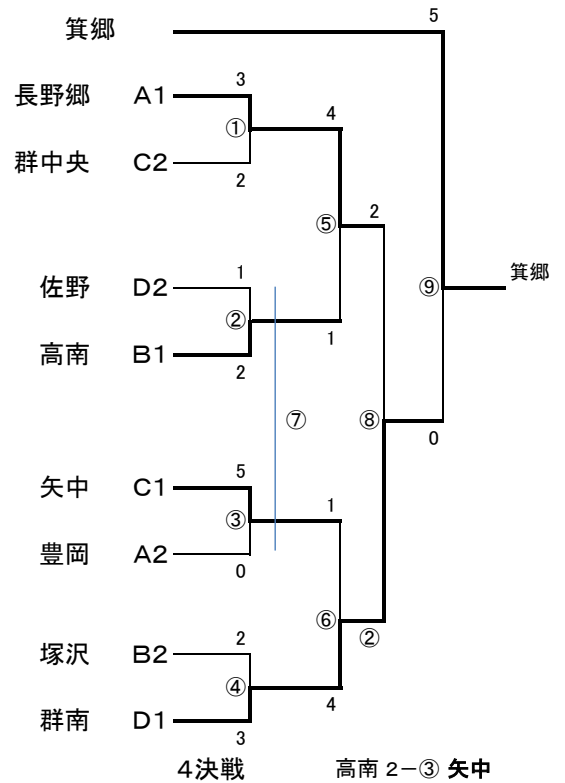 5
箕郷
3
長野郷 A1
4
①
群中央 C2
2
2
⑤
1
箕郷
佐野 D2
⑨
②
1
高南 B1
2
⑦
⑧
0
5
矢中 C1
1
③
豊岡 A2
0
⑥
2
②
塚沢 B2
④
4
群南 D1
3
4決戦 高南 2-③ 矢中